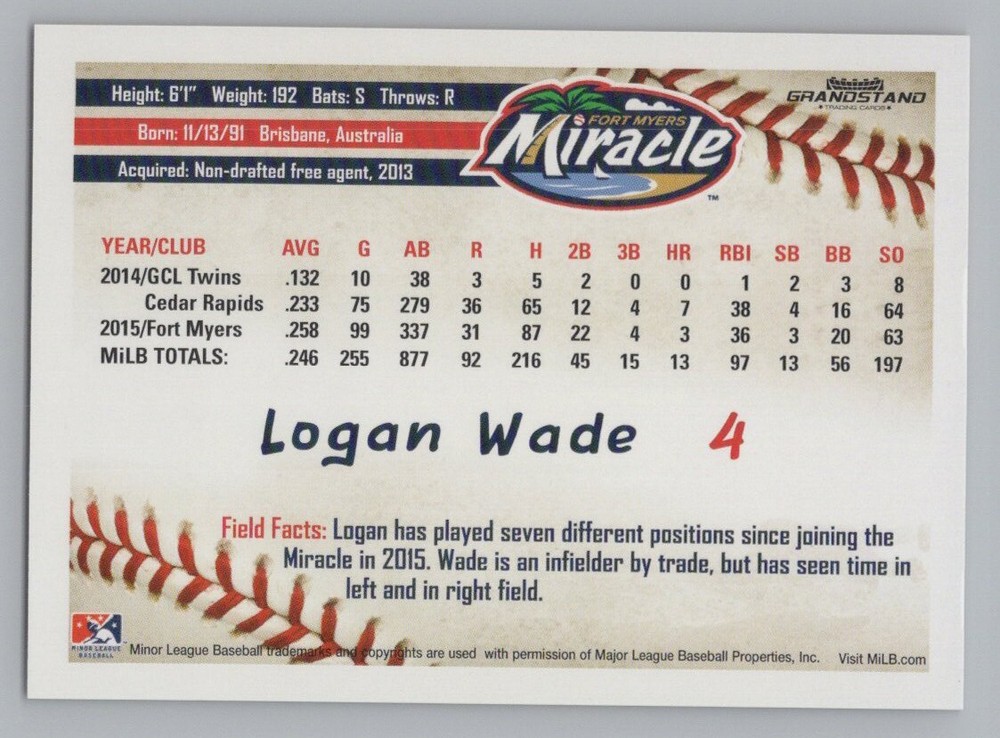 Height: 6'1" Weight: 192 Bats: S Throws: R
GRANDSTAND
★TRADING CARDS★
Born: 11/13/91 Brisbane, Australia
FORT MYERS
Miracle
TM
Acquired: Non-drafted free agent, 2013
YEAR/CLUB AVG G AB R H 2B 3B HR RBI SB BB SO
2014/GCL Twins .132 10 38 3 5 2 0 0 1 2 3 8
Cedar Rapids .233 75 279 36 65 12 4 7 38 4 16 64
2015/Fort Myers .258 99 337 31 87 22 4 4 36 3 20 63
MiLB TOTALS: .246 255 877 92 216 45 15 13 97 13 56 197
Logan Wade 4
Field Facts: Logan has played seven different positions since joining the
Miracle in 2015. Wade is an infielder by trade, but has seen time in
left and in right field.
MINOR LEAGUE
BASEBALL
Minor League Baseball trademarks and copyrights are used with permission of Major League Baseball Properties, Inc. Visit MiLB.com